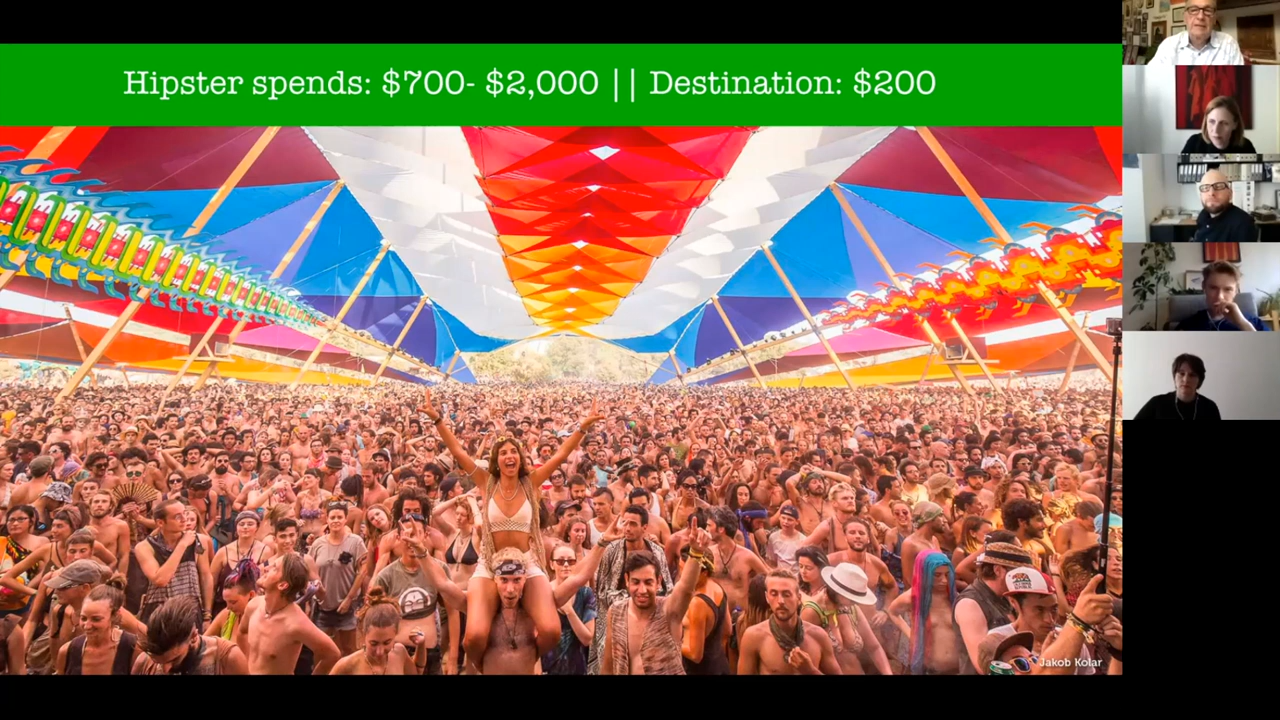 Hipster spends: $700- $2,000 || Destination: $200
Jakob Kolar